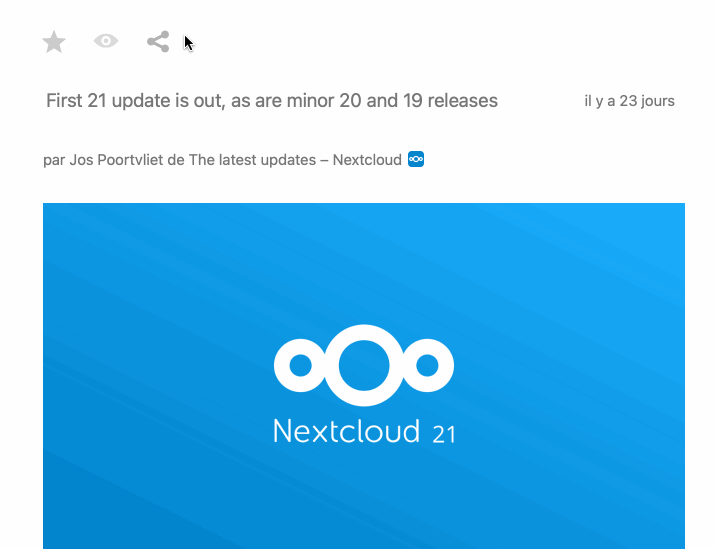 First 21 update is out, as are minor 20 and 19 releases
il y a 23 jours
par Jos Poortvliet de The latest updates – Nextcloud
Nextcloud 21